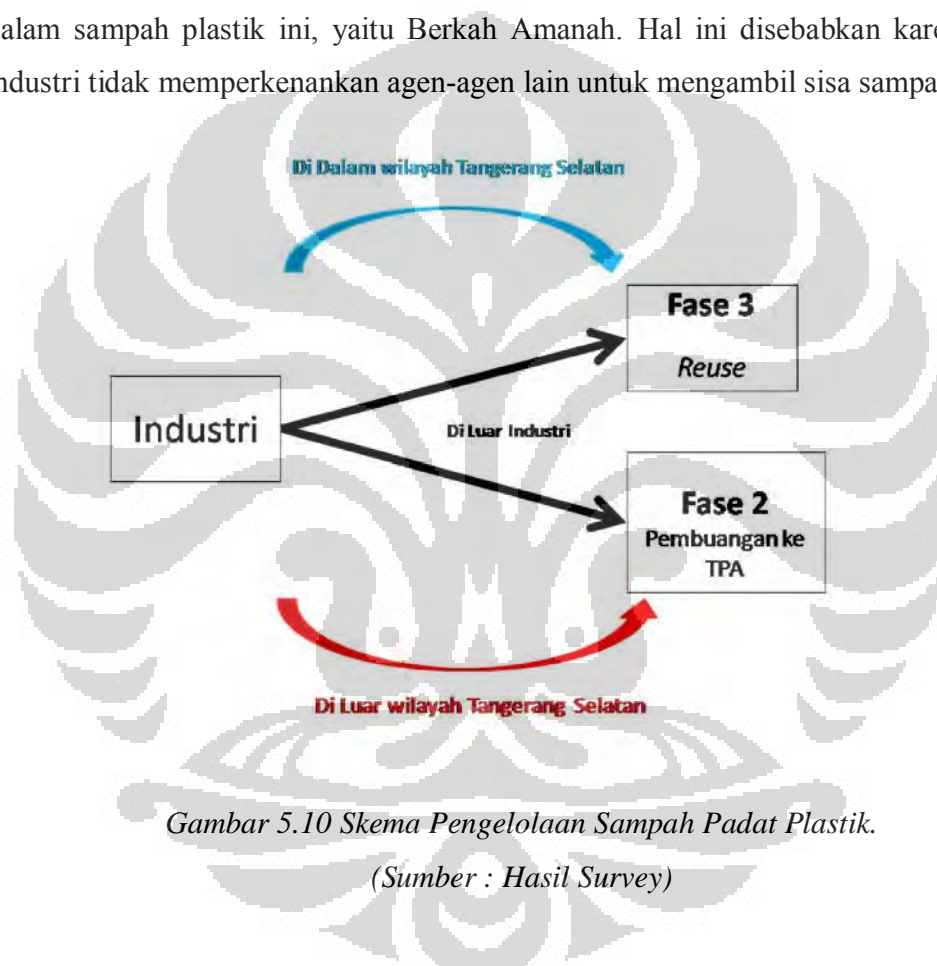 dalam sampah plastik ini, yaitu Berkah Amanah. Hal ini disebabkan kare
ndustri tidak memperkenankan agen-agen lain untuk mengambil sisa sampa
Di Dalam wilayah Tangerang Selatan
Fase 3
Reuse
Industri
Di Luar Industri
Fase 2
Pembuangan ke
TPA
Di Luar wilayah Tangerang Selatan
Gambar 5.10 Skema Pengelolaan Sampah Padat Plastik.
(Sumber : Hasil Survey)